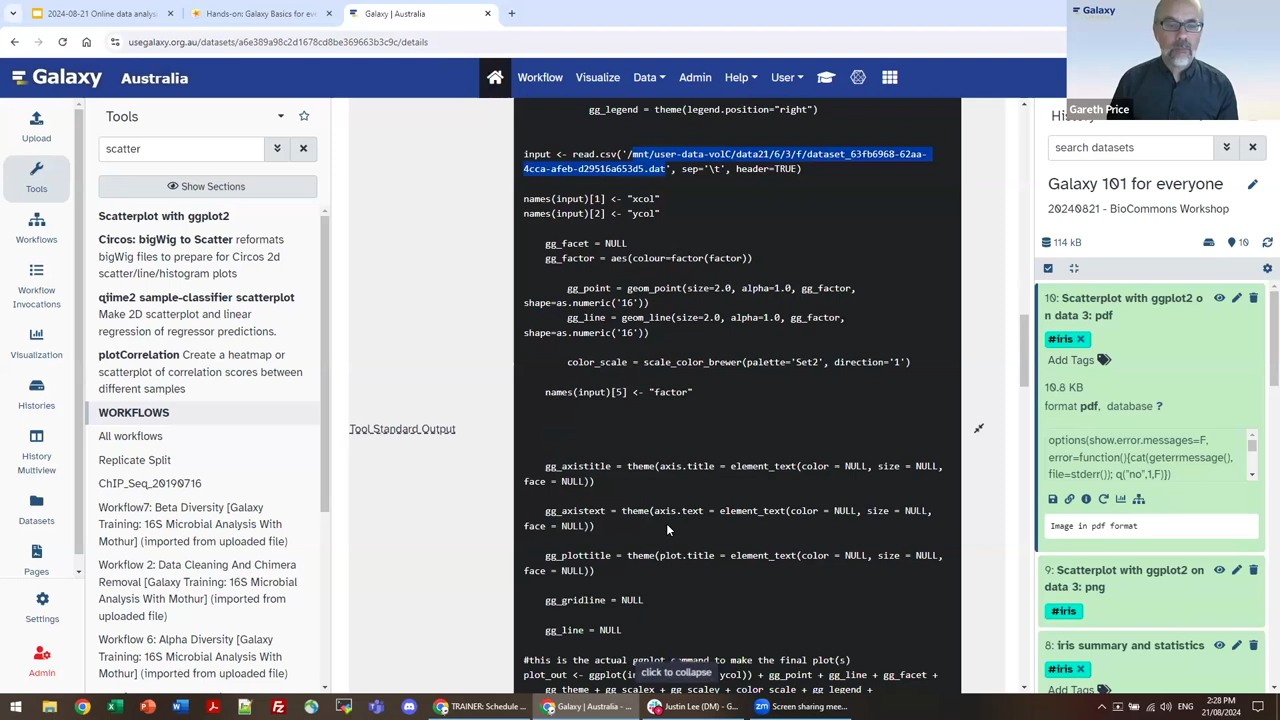 2024-08-21 Online data analysi
Hands-on: Galaxy Basics for eve
Galaxy | Australia
usegalaxy.org.au/datasets/a6e389a98c2d1678cd8be369663b3c9c/details
Galaxy
Gareth Price
Galaxy Australia
Workflow Visualize Data Admin Help User
Upload
Tools
Workflows
Workflow
Invocations
Visualization
Histories
History
Multiview
Datasets
Pages
Settings
Admin
Tools
scatter
Show Sections
Scatterplot with ggplot2
Circos: bigWig to Scatter reformats
bigWig files to prepare for Circos 2d
scatter/line/histogram plots
qiime2 sample-classifier scatterplot
Make 2D scatterplot and linear
regression of regressor predictions.
plotCorrelation Create a heatmap or
scatterplot of correlation scores between
different samples
WORKFLOWS
All workflows
Replicate Split
ChIP_Seq_20190716
Workflow7: Beta Diversity [Galaxy
Training: 16S Microbial Analysis With
Mothur] (imported from uploaded file)
Workflow 2: Data Cleaning And Chimera
Removal [Galaxy Training: 16S Microbial
Analysis With Mothur] (imported from
uploaded file)
Workflow 6: Alpha Diversity [Galaxy
Training: 16S Microbial Analysis With
Tool Standard Output
gg_legend = theme(legend.position="right")
input <- read.csv('/mnt/user-data-volC/data21/6/3/f/dataset_63fb6968-62aa-
4cca-afeb-d29516a653d5.dat', sep='\t', header=TRUE)
names(input)[1] <- "xcol"
names(input)[2] <- "ycol"
gg_facet = NULL
gg_factor = aes(colour=factor(factor))
gg_point = geom_point(size=2.0, alpha=1.0, gg_factor,
shape=as.numeric('16'))
gg_line = geom_line(size=2.0, alpha=1.0, gg_factor,
shape=as.numeric('16'))
color_scale = scale_color_brewer(palette='Set2', direction='1')
names(input)[5] <- "factor"
gg_axistitle = theme(axis.title = element_text(color = NULL, size = NULL,
face = NULL))
gg_axistext = theme(axis.text = element_text(color = NULL, size = NULL,
face = NULL))
gg_plottitle = theme(plot.title = element_text(color = NULL, size = NULL,
face = NULL))
gg_gridline = NULL
gg_line = NULL
#this is the actual ggplot command to make the final plot(s)
plot_out <- ggplot(in ycol)) + gg_point + gg_line + gg_facet +
gg_theme + gg_scalex + gg_scaley + color_scale + gg_legend +
click to collapse
search datasets
Galaxy 101 for everyone
20240821 - BioCommons Workshop
114 kB
10
10: Scatterplot with ggplot2 o
n data 3: pdf
#iris
Add Tags
10.8 KB
format pdf, database ?
options(show.error.messages=F,
error=function(){cat(geterrmessage(),
file=stderr()); q("no",1,F)})
Image in pdf format
9: Scatterplot with ggplot2 on
data 3: png
#iris
8: iris summary and statistics
#iris
Add Tags
TRAINER: Schedule ...
Galaxy | Australia - ...
Justin Lee (DM) - G...
Screen sharing mee...
2:28 PM
21/08/2024